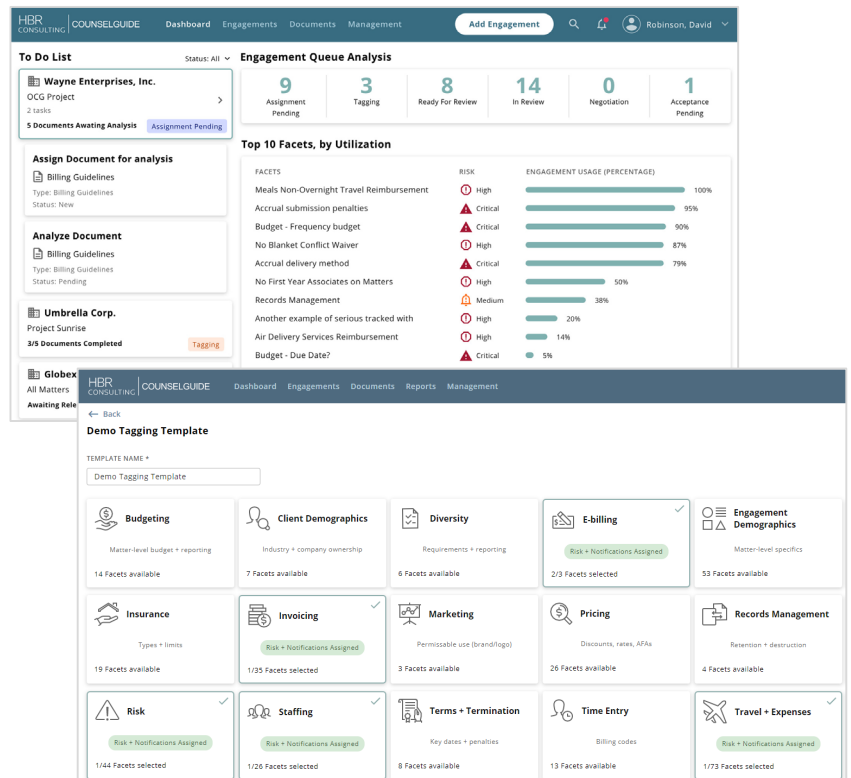 HBR CONSULTING COUNSELGUIDE Dashboard Engagements Documents Management Add Engagement Robinson, David
To Do List Status: All
Wayne Enterprises, Inc.
OCG Project
2 tasks
5 Documents Awaiting Analysis Assignment Pending
Assign Document for analysis
Billing Guidelines
Type: Billing Guidelines
Status: New
Analyze Document
Billing Guidelines
Type: Billing Guidelines
Status: Pending
Umbrella Corp.
Project Sunrise
3/5 Documents Completed Tagging
Globex
All Matters
Awaiting Rele
Engagement Queue Analysis
9 3 8 14 0 1
Assignment Pending Tagging Ready For Review In Review Negotiation Acceptance Pending
Top 10 Facets, by Utilization
FACETS RISK ENGAGEMENT USAGE (PERCENTAGE)
Meals Non-Overnight Travel Reimbursement High 100%
Accrual submission penalties Critical 95%
Budget - Frequency budget Critical 90%
No Blanket Conflict Waiver High 87%
Accrual delivery method Critical 79%
No First Year Associates on Matters High 50%
Records Management Medium 38%
Another example of serious tracked with High 20%
Air Delivery Services Reimbursement High 14%
Budget - Due Date? Critical 5%
HBR CONSULTING COUNSELGUIDE Dashboard Engagements Documents Reports Management
← Back
Demo Tagging Template
TEMPLATE NAME *
Demo Tagging Template
Budgeting
Matter-level budget + reporting
14 Facets available
Client Demographics
Industry + company ownership
7 Facets available
Diversity
Requirements + reporting
6 Facets available
E-billing
Risk + Notifications Assigned
2/3 Facets selected
Engagement Demographics
Matter-level specifics
53 Facets available
Insurance
Types + limits
19 Facets available
Invoicing
Risk + Notifications Assigned
1/35 Facets selected
Marketing
Permissable use (brand/logo)
3 Facets available
Pricing
Discounts, rates, AFAs
26 Facets available
Records Management
Retention + destruction
4 Facets available
Risk
Risk + Notifications Assigned
1/44 Facets selected
Staffing
Risk + Notifications Assigned
1/26 Facets selected
Terms + Termination
Key dates + penalties
8 Facets available
Time Entry
Billing codes
13 Facets available
Travel + Expenses
Risk + Notifications Assigned
1/73 Facets selected